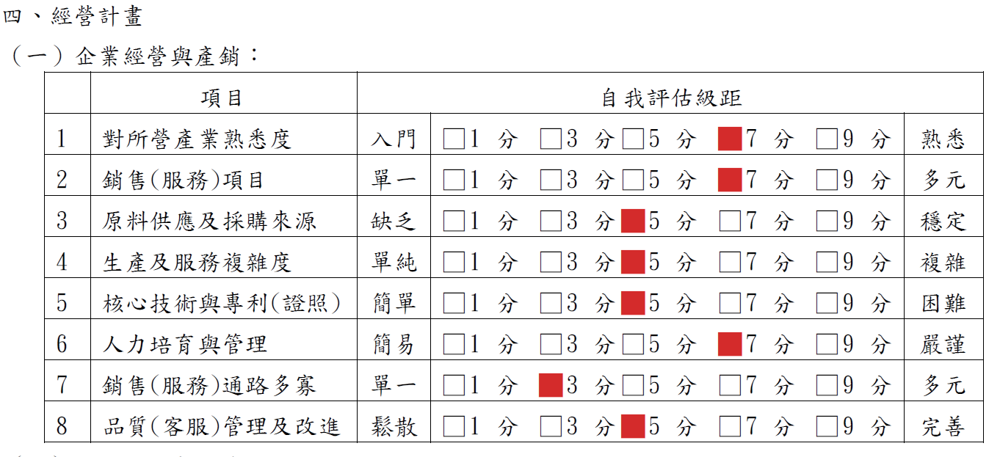 四、經營計畫
（一）企業經營與產銷：
項目 自我評估級距
1 對所營產業熟悉度 入門 □1 分 □3 分 □5 分 ■7 分 □9 分 熟悉
2 銷售(服務)項目 單一 □1 分 □3 分 □5 分 ■7 分 □9 分 多元
3 原料供應及採購來源 缺乏 □1 分 □3 分 ■5 分 □7 分 □9 分 穩定
4 生產及服務複雜度 單純 □1 分 □3 分 ■5 分 □7 分 □9 分 複雜
5 核心技術與專利(證照) 簡單 □1 分 □3 分 ■5 分 □7 分 □9 分 困難
6 人力培育與管理 簡易 □1 分 □3 分 □5 分 ■7 分 □9 分 嚴謹
7 銷售(服務)通路多寡 單一 □1 分 ■3 分 □5 分 □7 分 □9 分 多元
8 品質(客服)管理及改進 鬆散 □1 分 □3 分 ■5 分 □7 分 □9 分 完善